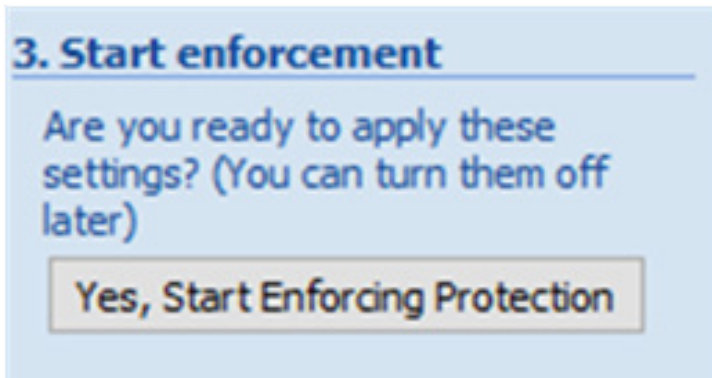 3. Start enforcement
Are you ready to apply these
settings? (You can turn them off
later)
Yes, Start Enforcing Protection